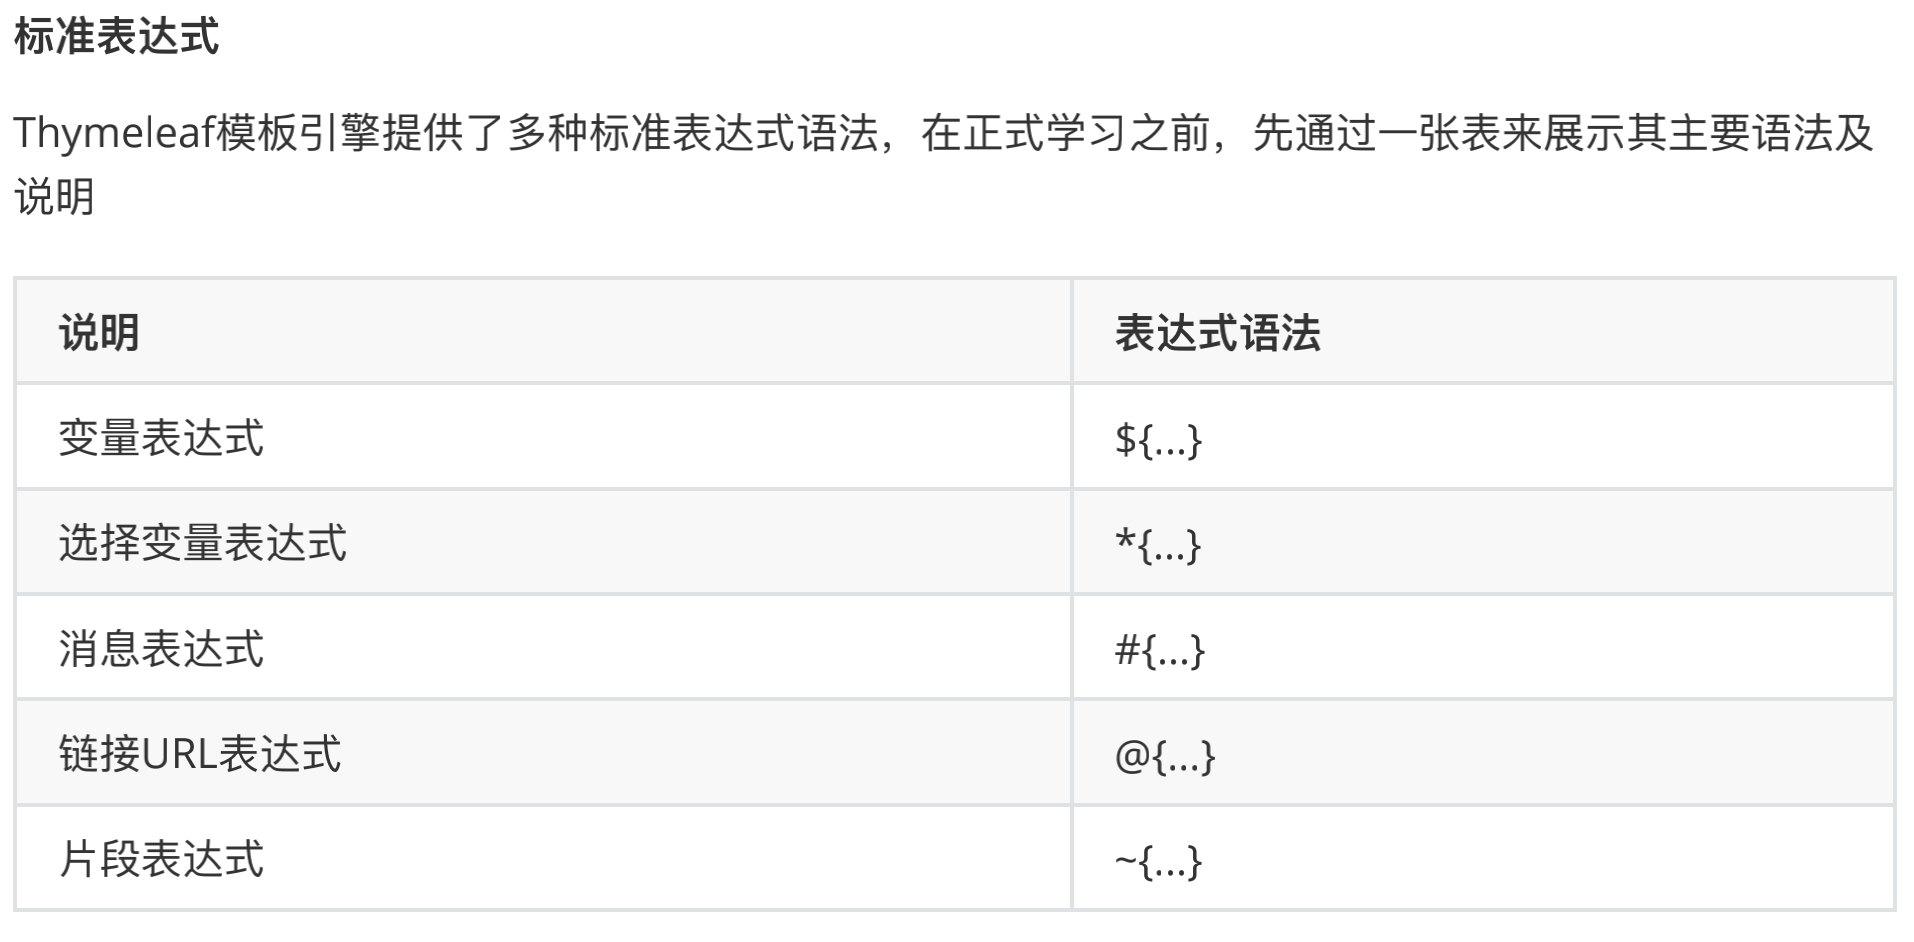 标准表达式
Thymeleaf模板引擎提供了多种标准表达式语法，在正式学习之前，先通过一张表来展示其主要语法及
说明
说明 表达式语法
变量表达式 ${...}
选择变量表达式 *{...}
消息表达式 #{...}
链接URL表达式 @{...}
片段表达式 ~{...}